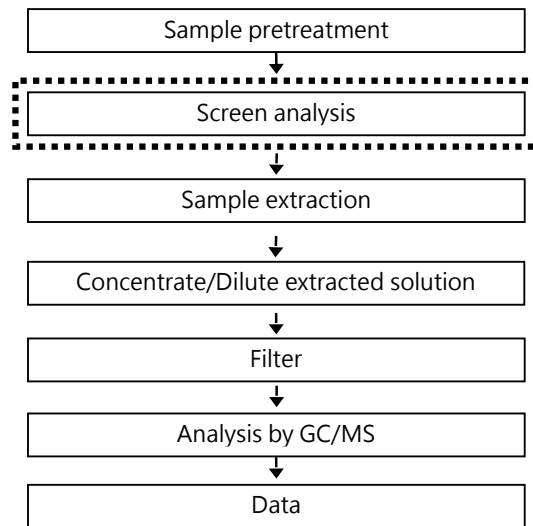 Sample pretreatment
Screen analysis
Sample extraction
Concentrate/Dilute extracted solution
Filter
Analysis by GC/MS
Data